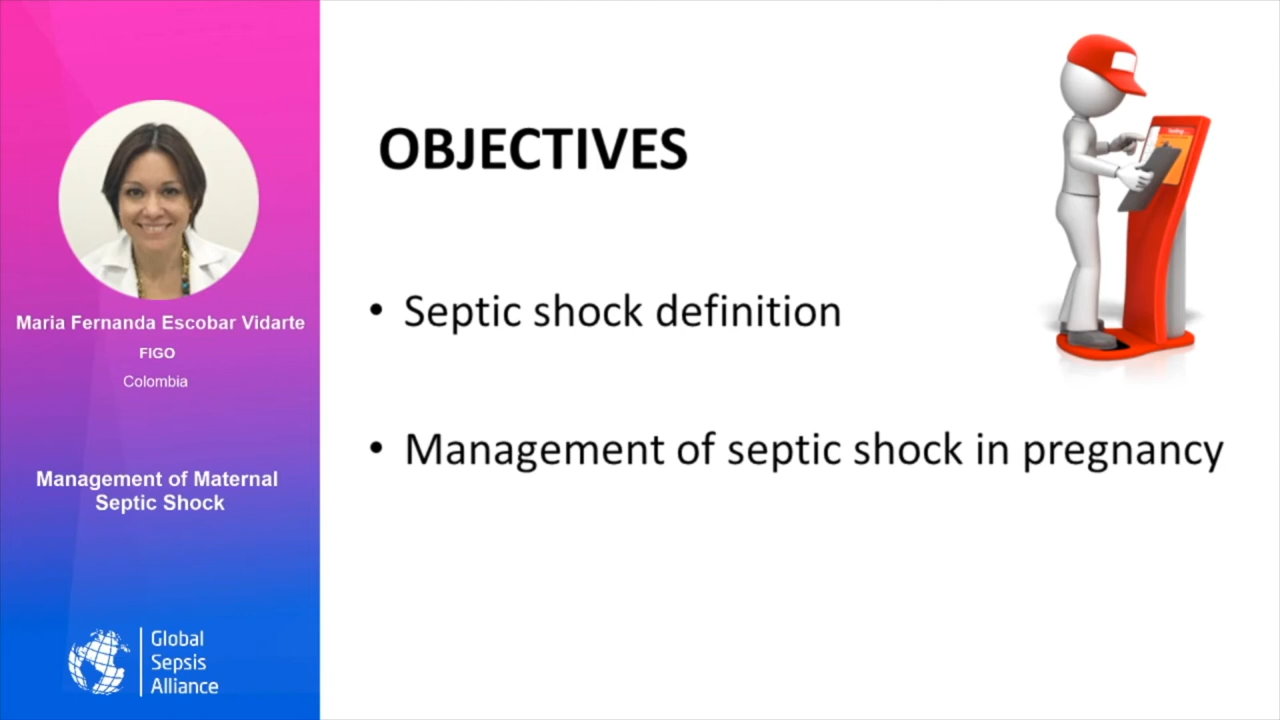 Maria Fernanda Escobar Vidarte
FIGO
Colombia
Management of Maternal
Septic Shock
Global
Sepsis
Alliance
OBJECTIVES
• Septic shock definition
• Management of septic shock in pregnancy